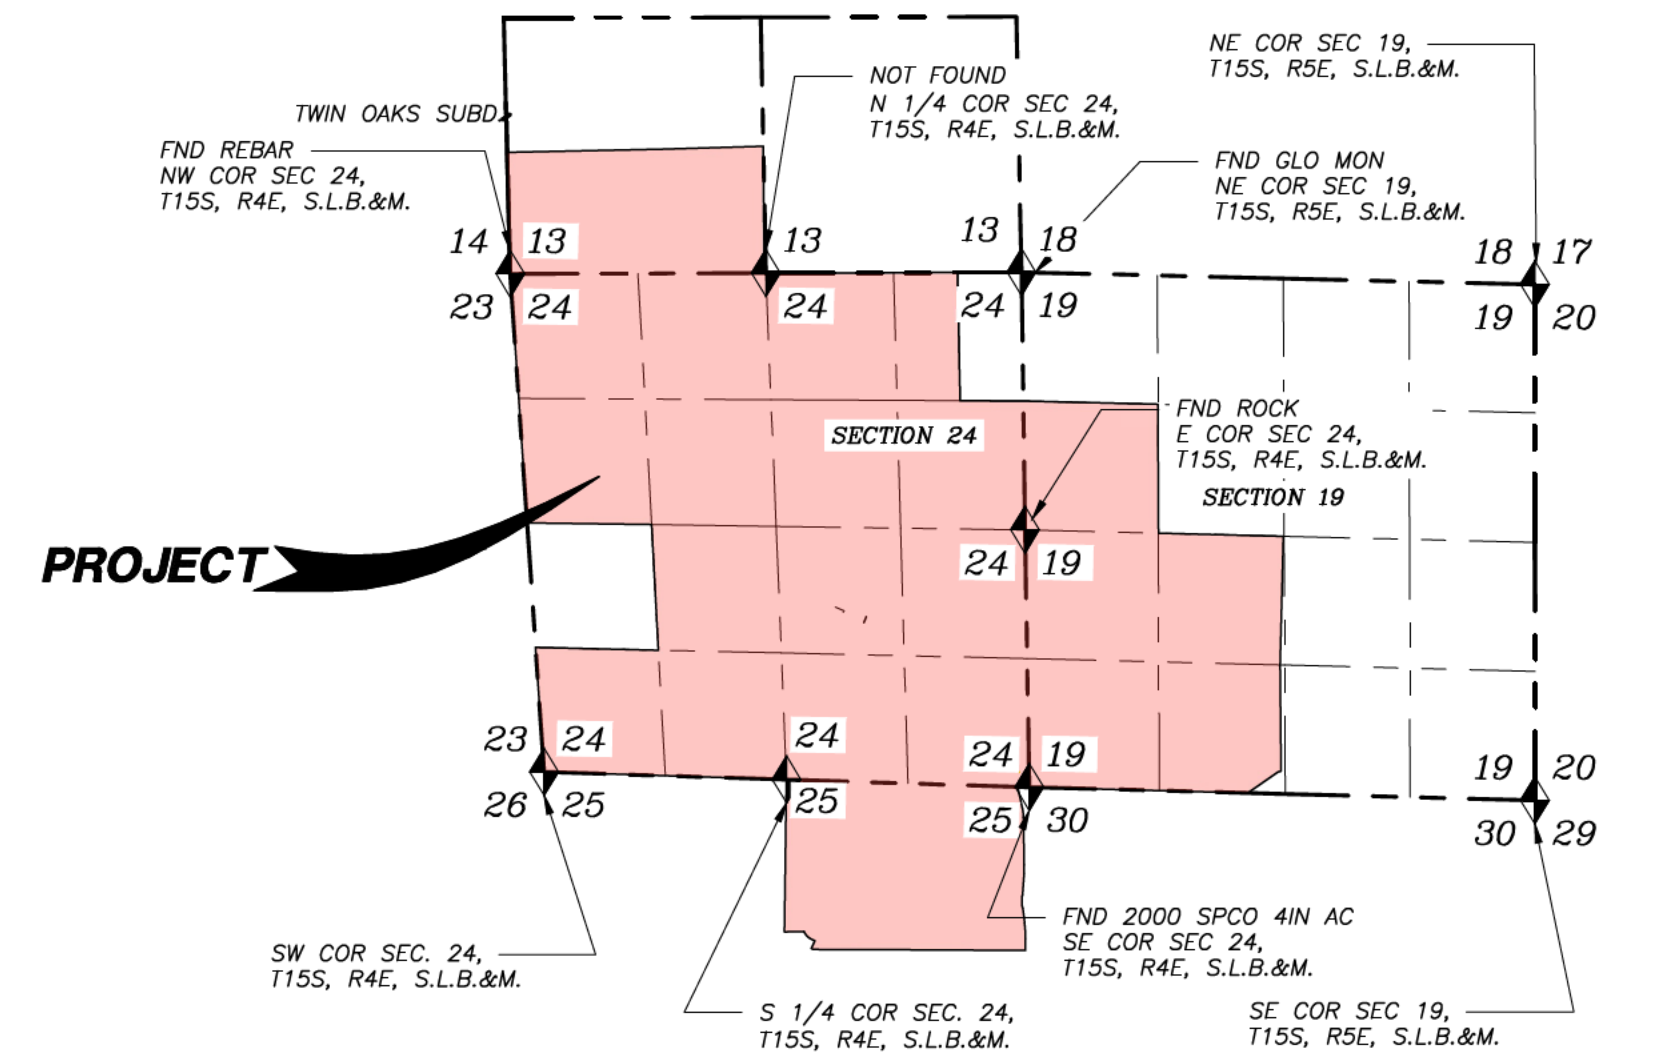 NE COR SEC 19,
T15S, R5E, S.L.B.&M.
NOT FOUND
N 1/4 COR SEC 24,
T15S, R4E, S.L.B.&M.
TWIN OAKS SUBD.
FND REBAR
NW COR SEC 24,
T15S, R4E, S.L.B.&M.
FND GLO MON
NE COR SEC 19,
T15S, R5E, S.L.B.&M.
14 13
13
13 18
18 17
23 24
24
24 19
19 20
FND ROCK
E COR SEC 24,
T15S, R4E, S.L.B.&M.
SECTION 24
SECTION 19
PROJECT
24 19
23 24
24
24 19
19 20
26 25
25
25 30
30 29
FND 2000 SPCO 4IN AC
SE COR SEC 24,
T15S, R4E, S.L.B.&M.
SW COR SEC. 24,
T15S, R4E, S.L.B.&M.
S 1/4 COR SEC. 24,
T15S, R4E, S.L.B.&M.
SE COR SEC 19,
T15S, R5E, S.L.B.&M.